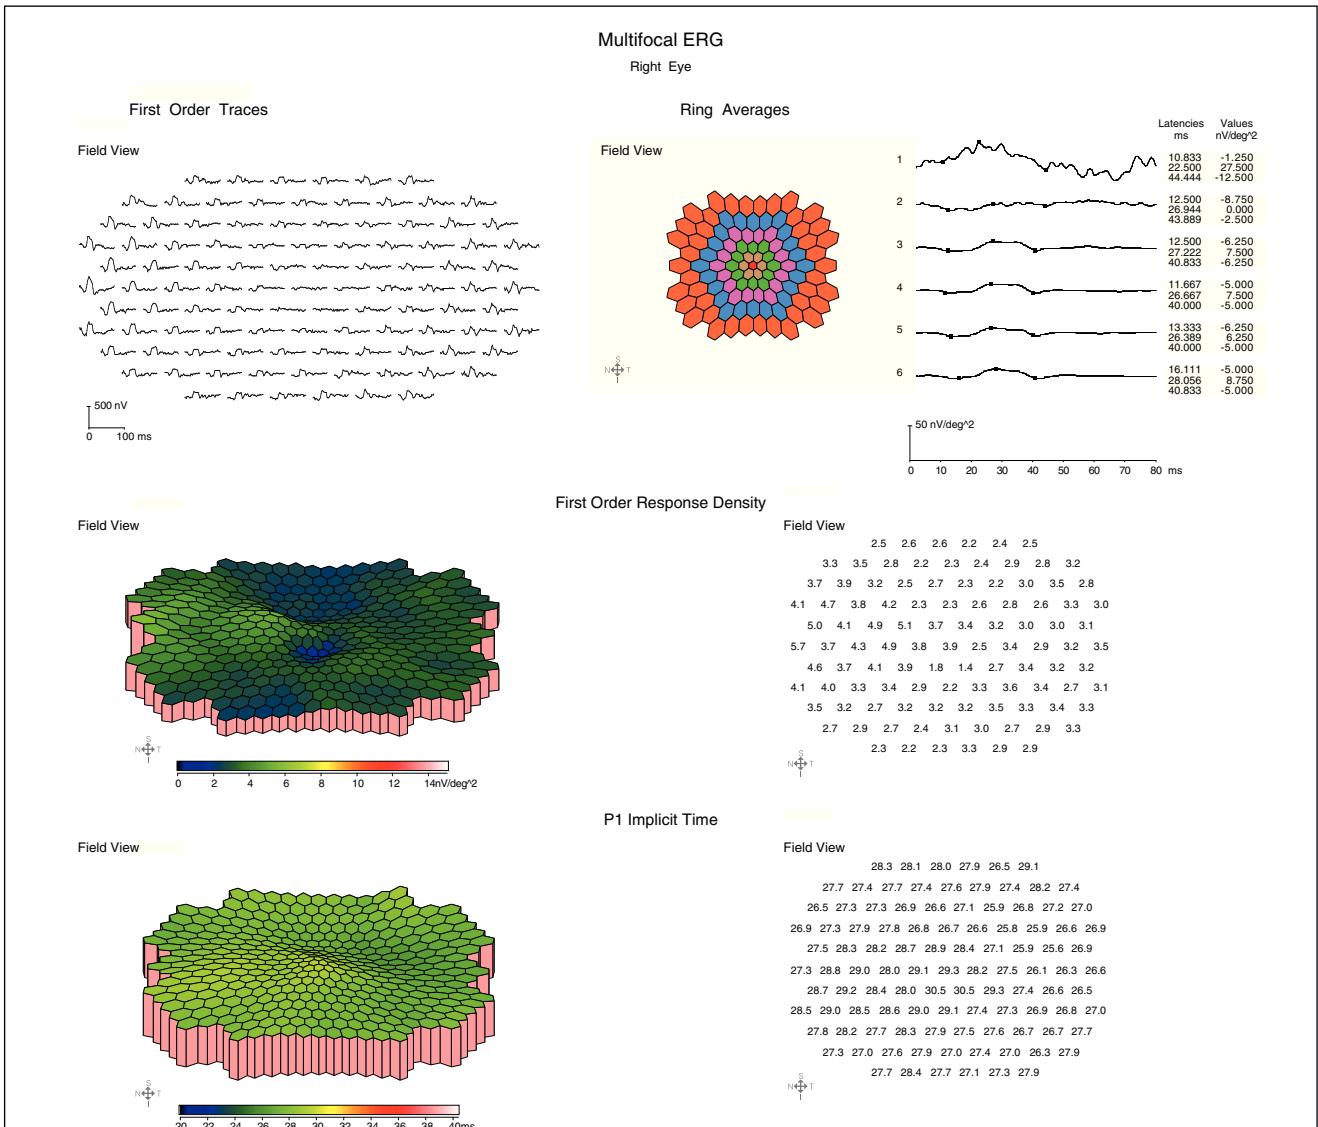 Multifocal ERG
Right Eye
First Order Traces
Field View
500 nV
0 100 ms
Ring Averages
Field View
S
N T
I
Latencies Values
ms nV/deg^2
1
10.833 -1.250
22.500 27.500
44.444 -12.500
2
12.500 -8.750
26.944 0.000
43.889 -2.500
3
12.500 -6.250
27.222 7.500
40.833 -6.250
4
11.667 -5.000
26.667 7.500
40.000 -5.000
5
13.333 -6.250
26.389 6.250
40.000 -5.000
6
16.111 -5.000
28.056 8.750
40.833 -5.000
50 nV/deg^2
0 10 20 30 40 50 60 70 80 ms
First Order Response Density
Field View
S
N T
I
0 2 4 6 8 10 12 14nV/deg^2
Field View
2.5 2.6 2.6 2.2 2.4 2.5
3.3 3.5 2.8 2.2 2.3 2.4 2.9 2.8 3.2
3.7 3.9 3.2 2.5 2.7 2.3 2.2 3.0 3.5 2.8
4.1 4.7 3.8 4.2 2.3 2.3 2.6 2.8 2.6 3.3 3.0
5.0 4.1 4.9 5.1 3.7 3.4 3.2 3.0 3.0 3.1
5.7 3.7 4.3 4.9 3.8 3.9 2.5 3.4 2.9 3.2 3.5
4.6 3.7 4.1 3.9 1.8 1.4 2.7 3.4 3.2 3.2
4.1 4.0 3.3 3.4 2.9 2.2 3.3 3.6 3.4 2.7 3.1
3.5 3.2 2.7 3.2 3.2 3.2 3.5 3.3 3.4 3.3
2.7 2.9 2.7 2.4 3.1 3.0 2.7 2.9 3.3
2.3 2.2 2.3 3.3 2.9 2.9
S
N T
I
P1 Implicit Time
Field View
S
N T
I
20 22 24 26 28 30 32 34 36 38 40ms
Field View
28.3 28.1 28.0 27.9 26.5 29.1
27.7 27.4 27.7 27.4 27.6 27.9 27.4 28.2 27.4
26.5 27.3 27.3 26.9 26.6 27.1 25.9 26.8 27.2 27.0
26.9 27.3 27.9 27.8 26.8 26.7 26.6 25.8 25.9 26.6 26.9
27.5 28.3 28.2 28.7 28.9 28.4 27.1 25.9 25.6 26.9
27.3 28.8 29.0 28.0 29.1 29.3 28.2 27.5 26.1 26.3 26.6
28.7 29.2 28.4 28.0 30.5 30.5 29.3 27.4 26.6 26.5
28.5 29.0 28.5 28.6 29.0 29.1 27.4 27.3 26.9 26.8 27.0
27.8 28.2 27.7 28.3 27.9 27.5 27.6 26.7 26.7 27.7
27.3 27.0 27.6 27.9 27.0 27.4 27.0 26.3 27.9
27.7 28.4 27.7 27.1 27.3 27.9
S
N T
I